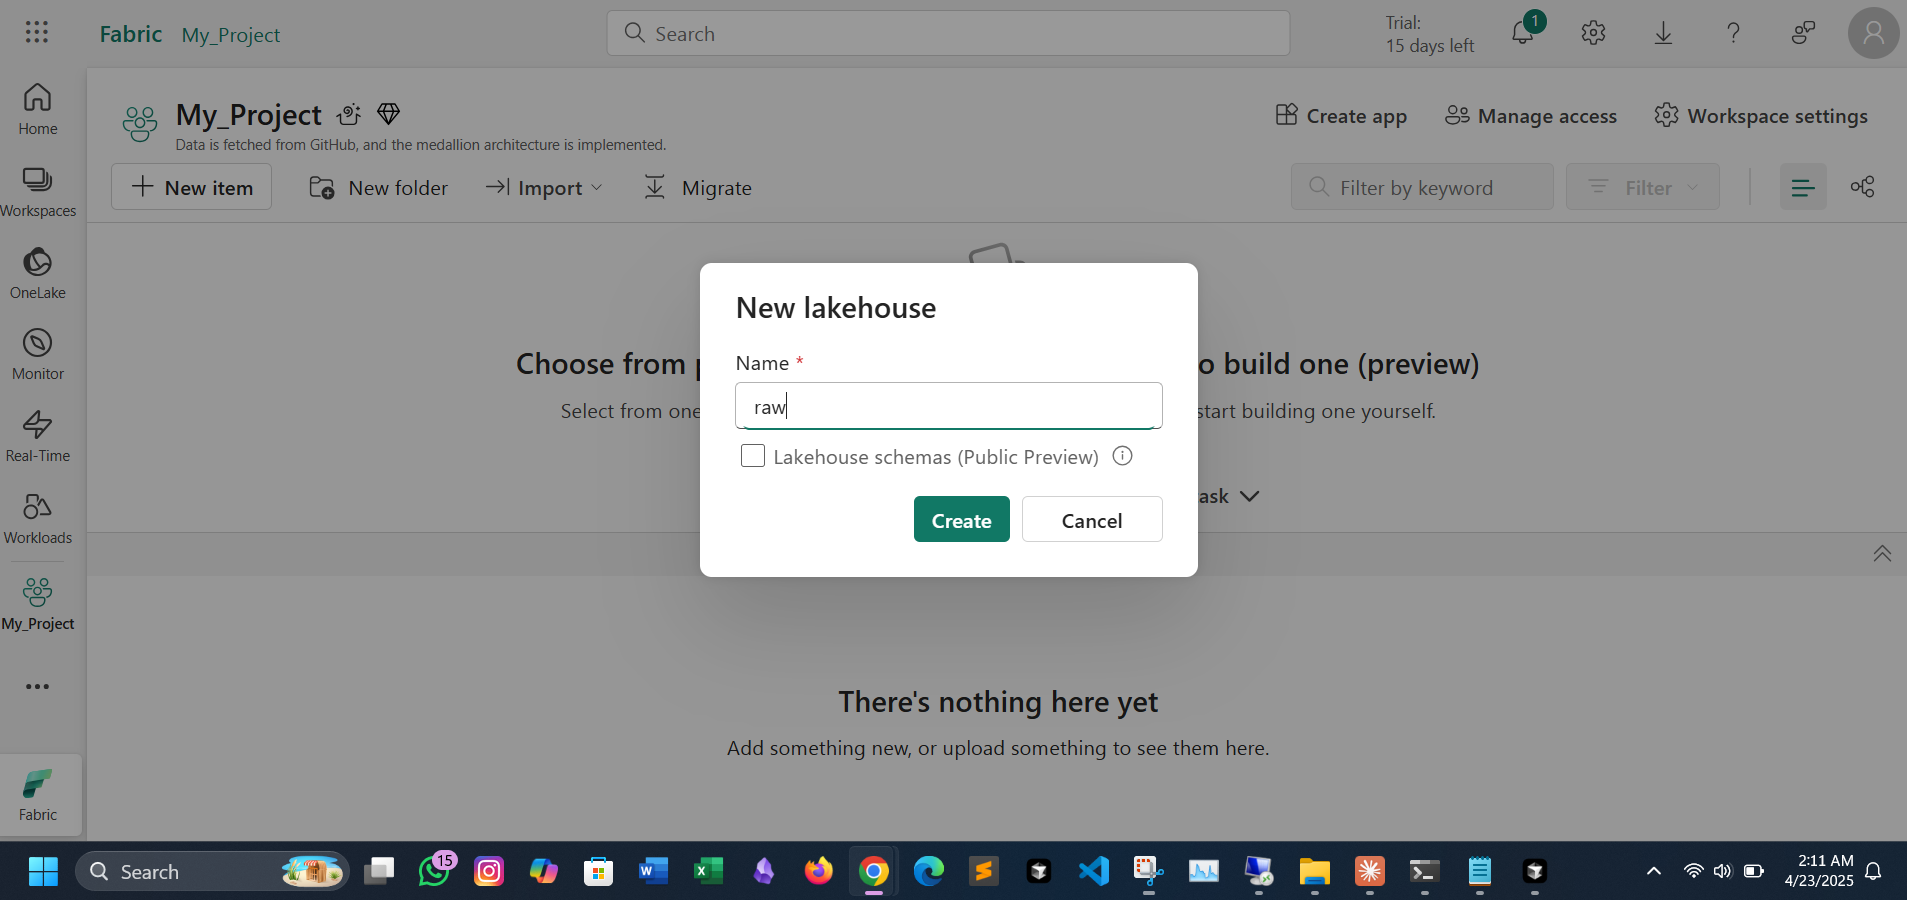 Fabric My_Project
Search
Trial:
15 days left
1
Home
Workspaces
OneLake
Monitor
Real-Time
Workloads
My_Project
Fabric
My_Project
Data is fetched from GitHub, and the medallion architecture is implemented.
Create app
Manage access
Workspace settings
New item
New folder
Import
Migrate
Filter by keyword
Filter
Choose from
o build one (preview)
Select from one
start building one yourself.
ask
New lakehouse
Name *
raw
Lakehouse schemas (Public Preview)
Create
Cancel
There's nothing here yet
Add something new, or upload something to see them here.
Search
15
2:11 AM
4/23/2025